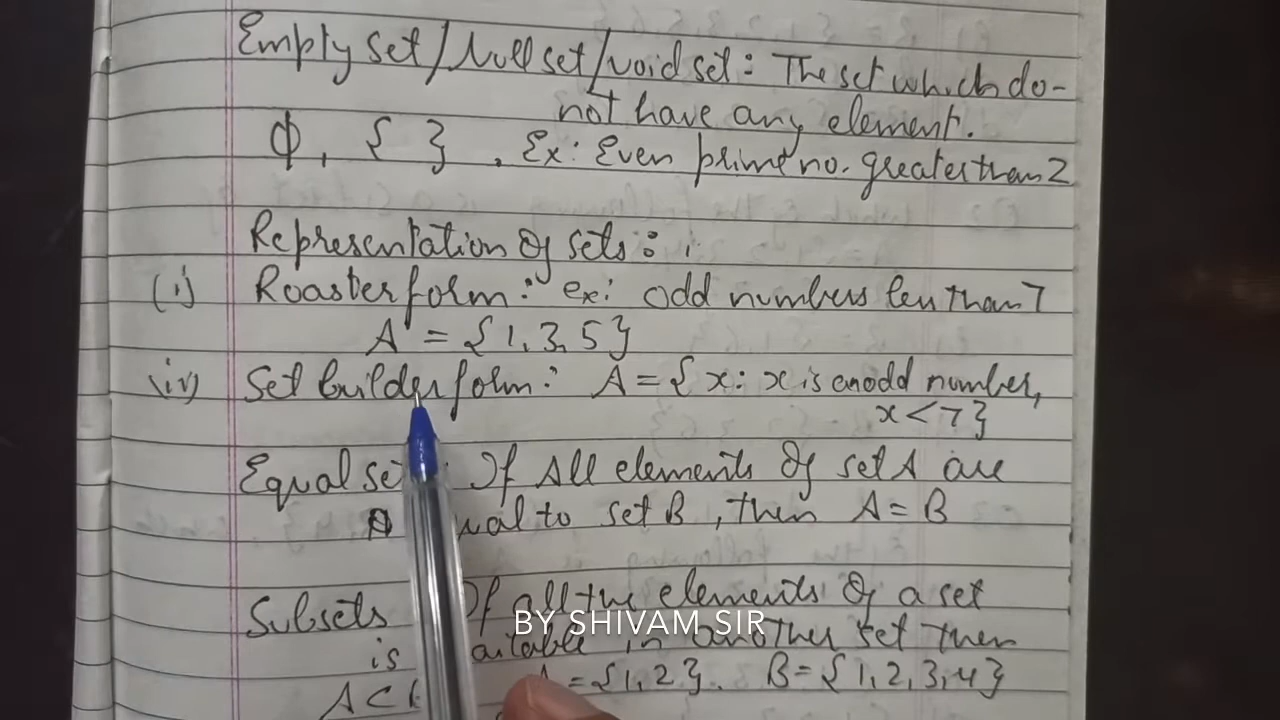 Empty set/Null set/void set: The set which do-
not have any element.
Φ, { }, Ex: Even prime no. greater than 2
Representation of sets:
(i) Roaster form: ex: odd numbers less than 7
A = {1, 3, 5}
(iv) Set builder form: A = {x: x is an odd number,
x < 7}
Equal set: If All elements of set A are
equal to set B, then A = B
Subsets If all the elements of a set
BY SHIVAM SIR
is in another set then
A = {1, 2}. B = {1, 2, 3, 4}
A ⊂